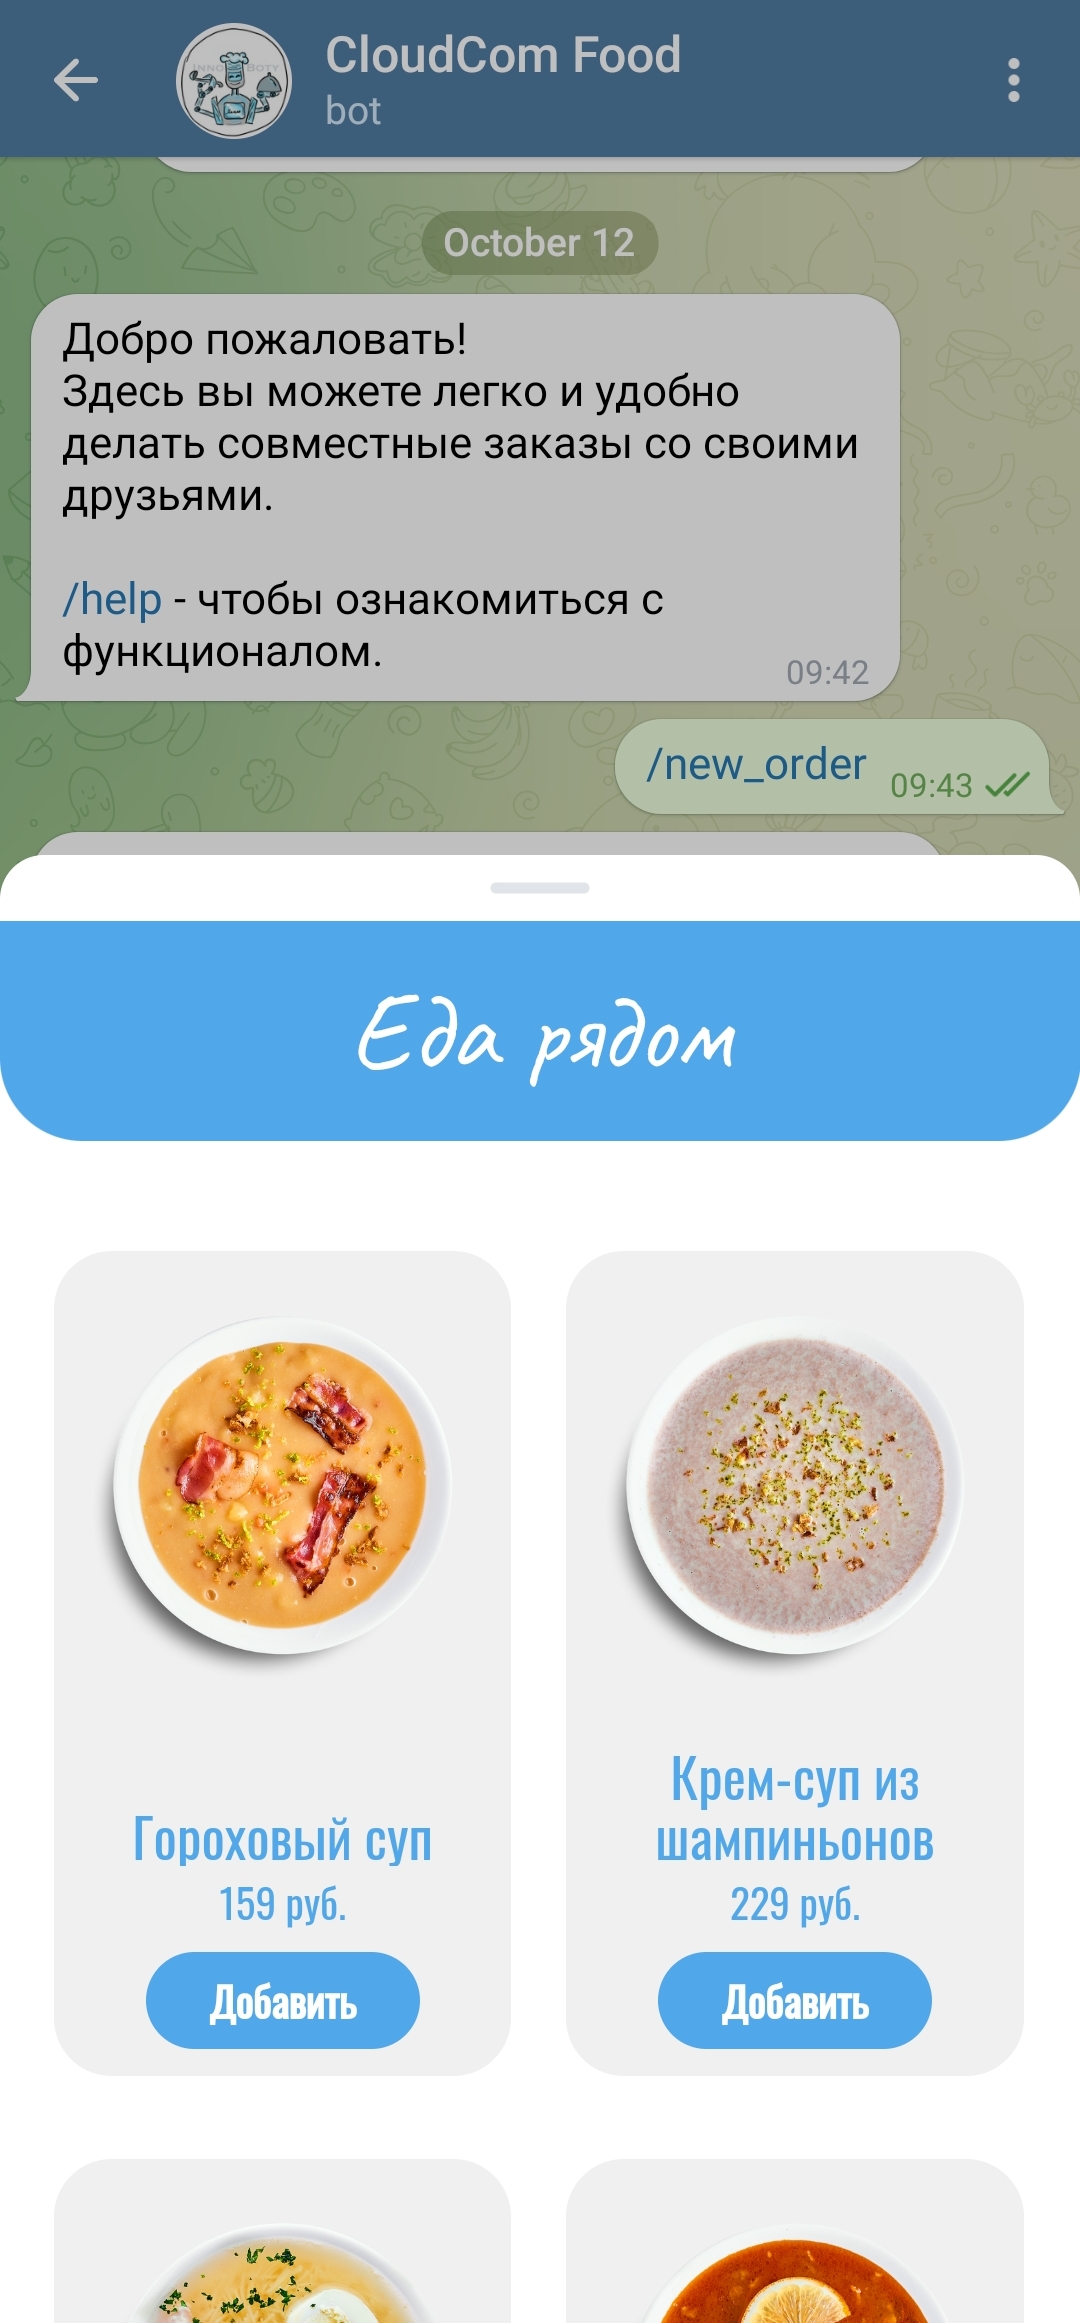 CloudCom Food
bot
INNO BOTY
October 12
Добро пожаловать!
Здесь вы можете легко и удобно
делать совместные заказы со своими
друзьями.
/help - чтобы ознакомиться с
функционалом.
09:42
/new_order
09:43
Еда рядом
Гороховый суп
159 руб.
Добавить
Крем-суп из
шампиньонов
229 руб.
Добавить